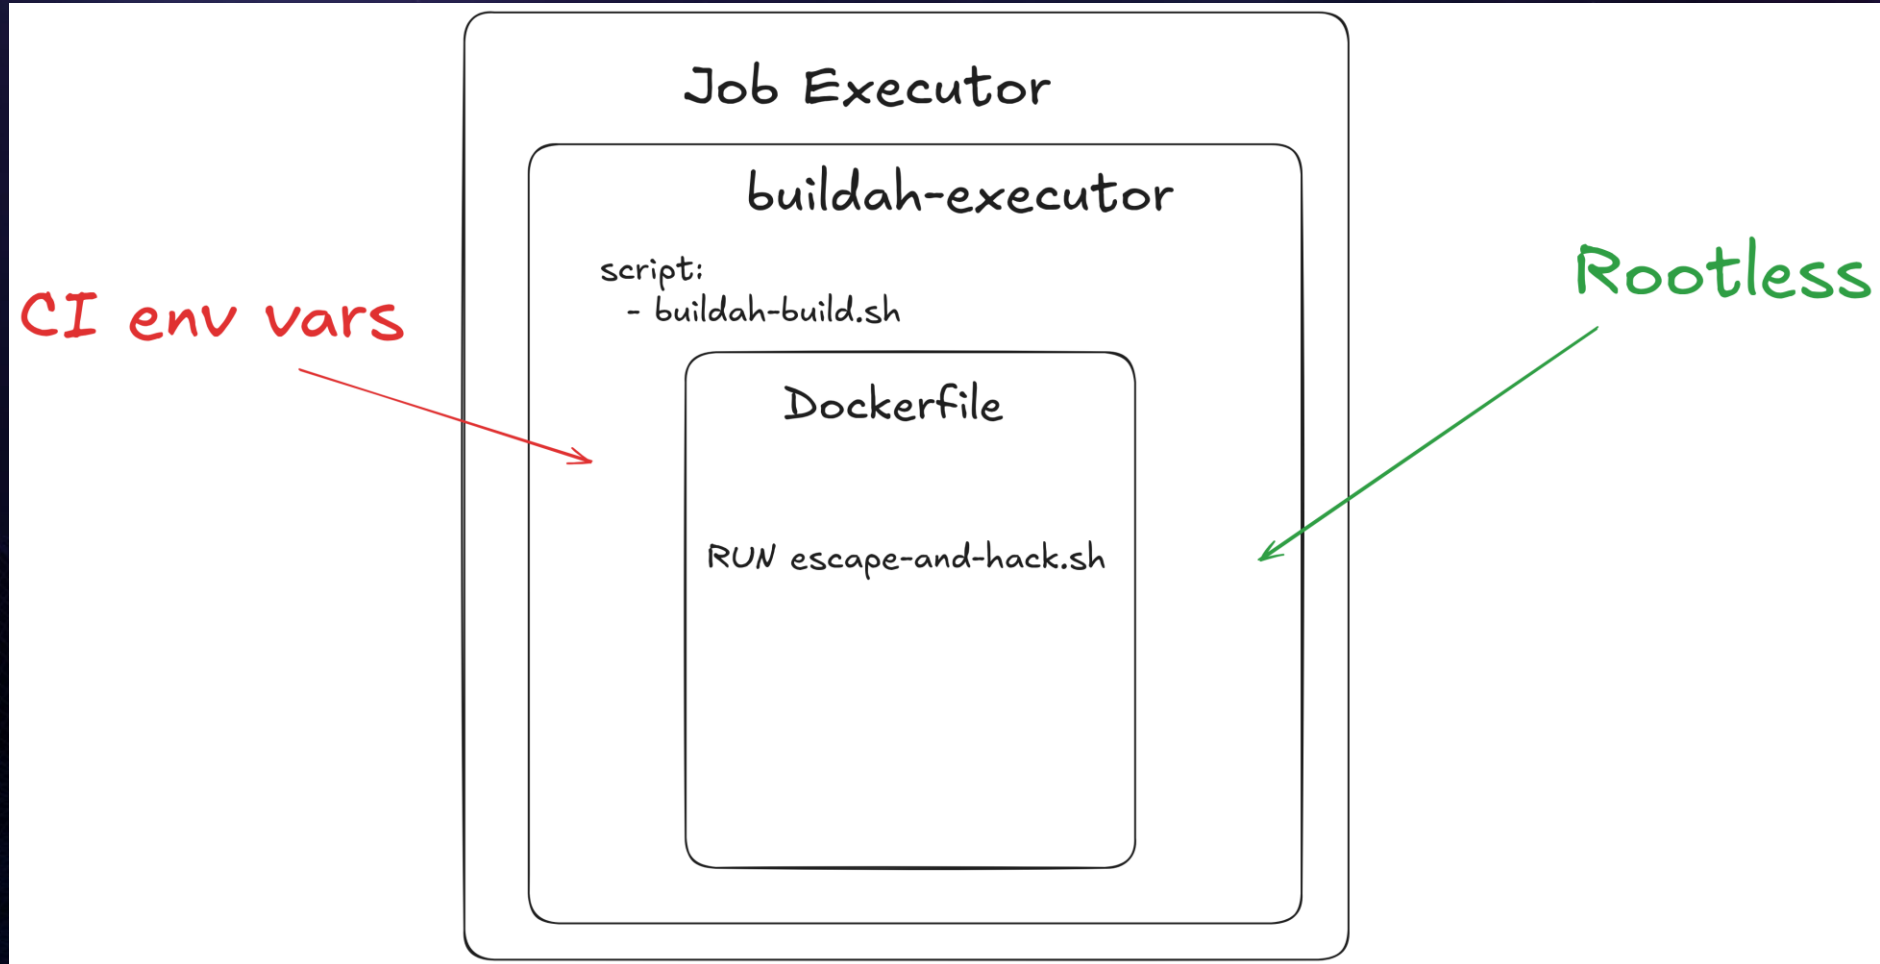 Job Executor
buildah-executor
script:
- buildah-build.sh
CI env vars
Rootless
Dockerfile
RUN escape-and-hack.sh